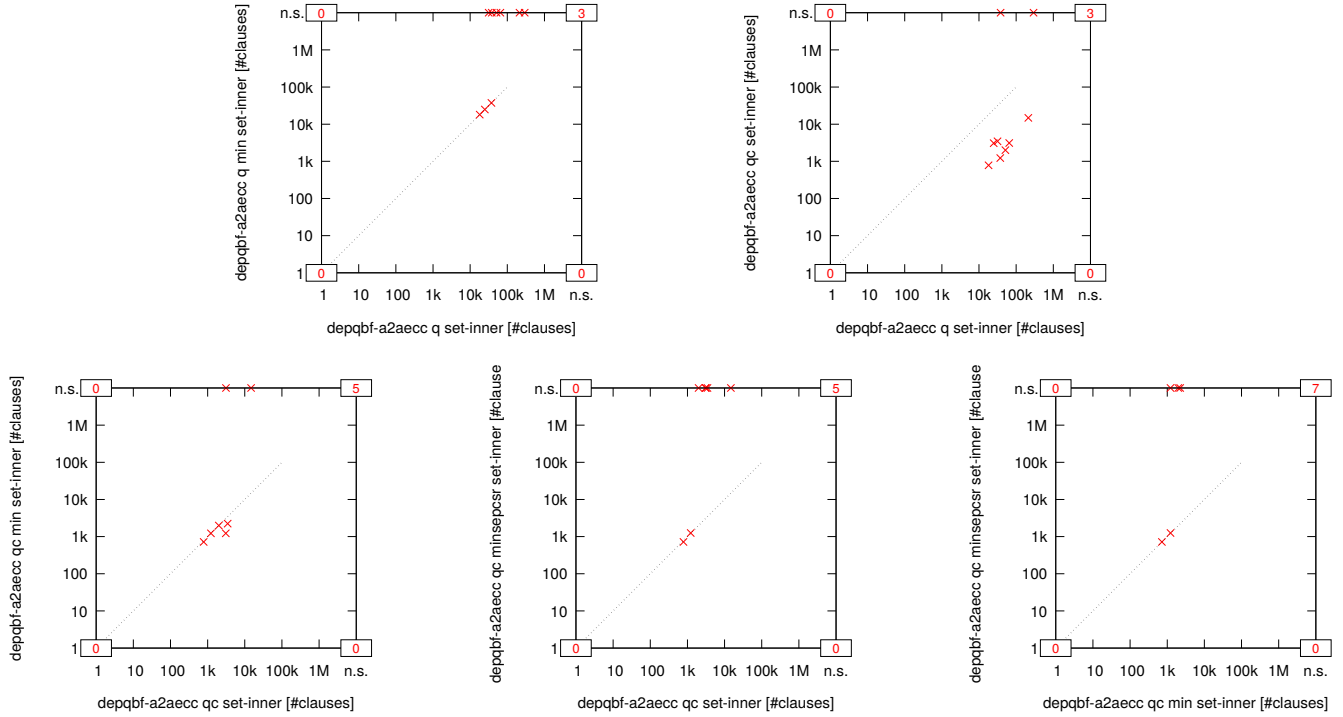 n.s. 0 3
1M
100k
10k
1k
100
10
1 0 0
1 10 100 1k 10k 100k 1M n.s.
depqbf-a2aecc q min set-inner [#clauses]
depqbf-a2aecc q set-inner [#clauses]
n.s. 0 3
1M
100k
10k
1k
100
10
1 0 0
1 10 100 1k 10k 100k 1M n.s.
depqbf-a2aecc qc set-inner [#clauses]
depqbf-a2aecc q set-inner [#clauses]
n.s. 0 5
1M
100k
10k
1k
100
10
1 0 0
1 10 100 1k 10k 100k 1M n.s.
depqbf-a2aecc qc min set-inner [#clauses]
depqbf-a2aecc qc set-inner [#clauses]
n.s. 0 5
1M
100k
10k
1k
100
10
1 0 0
1 10 100 1k 10k 100k 1M n.s.
depqbf-a2aecc qc minsepcsr set-inner [#clause
depqbf-a2aecc qc set-inner [#clauses]
n.s. 0 7
1M
100k
10k
1k
100
10
1 0 0
1 10 100 1k 10k 100k 1M n.s.
depqbf-a2aecc qc minsepcsr set-inner [#clause
depqbf-a2aecc qc min set-inner [#clauses]